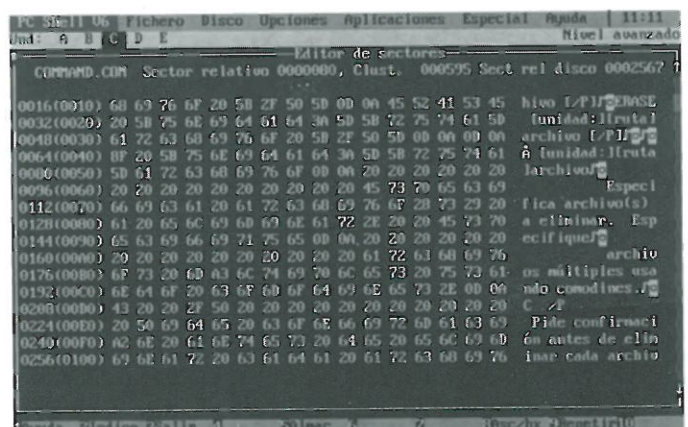 PC Shell V6 Fichero Disco Opciones Aplicaciones Especial Ayuda 11:11
Und: A B C D E Nivel avanzado
Editor de sectores
COMMAND.COM Sector relativo 0000000, Clust. 000595 Sect rel disco 0002567
0016(0010) 68 69 76 6F 20 5B 2F 50 5D 0D 0A 45 52 41 53 45 hivo [/P] ERASE
0032(0020) 20 5B 75 6E 69 64 61 64 3A 5D 5B 72 75 74 61 5D [unidad:][ruta]
0048(0030) 61 72 63 68 69 76 6F 20 5B 2F 50 5D 0D 0A 0D 0A archivo [/P]
0064(0040) 8F 20 5B 75 6E 69 64 61 64 3A 5D 5B 72 75 74 61 Å [unidad:][ruta
0080(0050) 5D 61 72 63 68 69 76 6F 0D 0A 20 20 20 20 20 20 ]archivo
0096(0060) 20 20 20 20 20 20 20 20 20 45 73 70 65 63 69 Especi
0112(0070) 66 69 63 61 20 61 72 63 68 69 76 6F 28 73 29 20 fica archivo(s)
0128(0080) 61 20 65 6C 69 6D 69 6E 61 72 2E 20 20 45 73 70 a eliminar. Esp
0144(0090) 65 63 69 66 69 71 75 65 0D 0A 20 20 20 20 20 20 ecifique
0160(00A0) 20 20 20 20 20 20 20 20 20 20 61 72 63 68 69 76 archiv
0176(00B0) 6F 73 20 6D A3 6C 74 69 70 6C 65 73 20 75 73 61 os múltiples usa
0192(00C0) 6E 64 6F 20 63 6F 6D 6F 64 69 6E 65 73 2E 0D 0A ndo comodines.
0208(00D0) 43 20 20 2F 50 20 20 20 20 20 20 20 20 20 20 20 C /P
0224(00E0) 20 50 69 64 65 20 63 6F 6E 66 69 72 6D 61 63 69 Pide confirmaci
0240(00F0) A2 6E 20 61 6E 74 65 73 20 64 65 20 65 6C 69 6D ón antes de elim
0256(0100) 69 6E 61 72 20 63 61 64 61 20 61 72 63 68 69 76 inar cada archiv